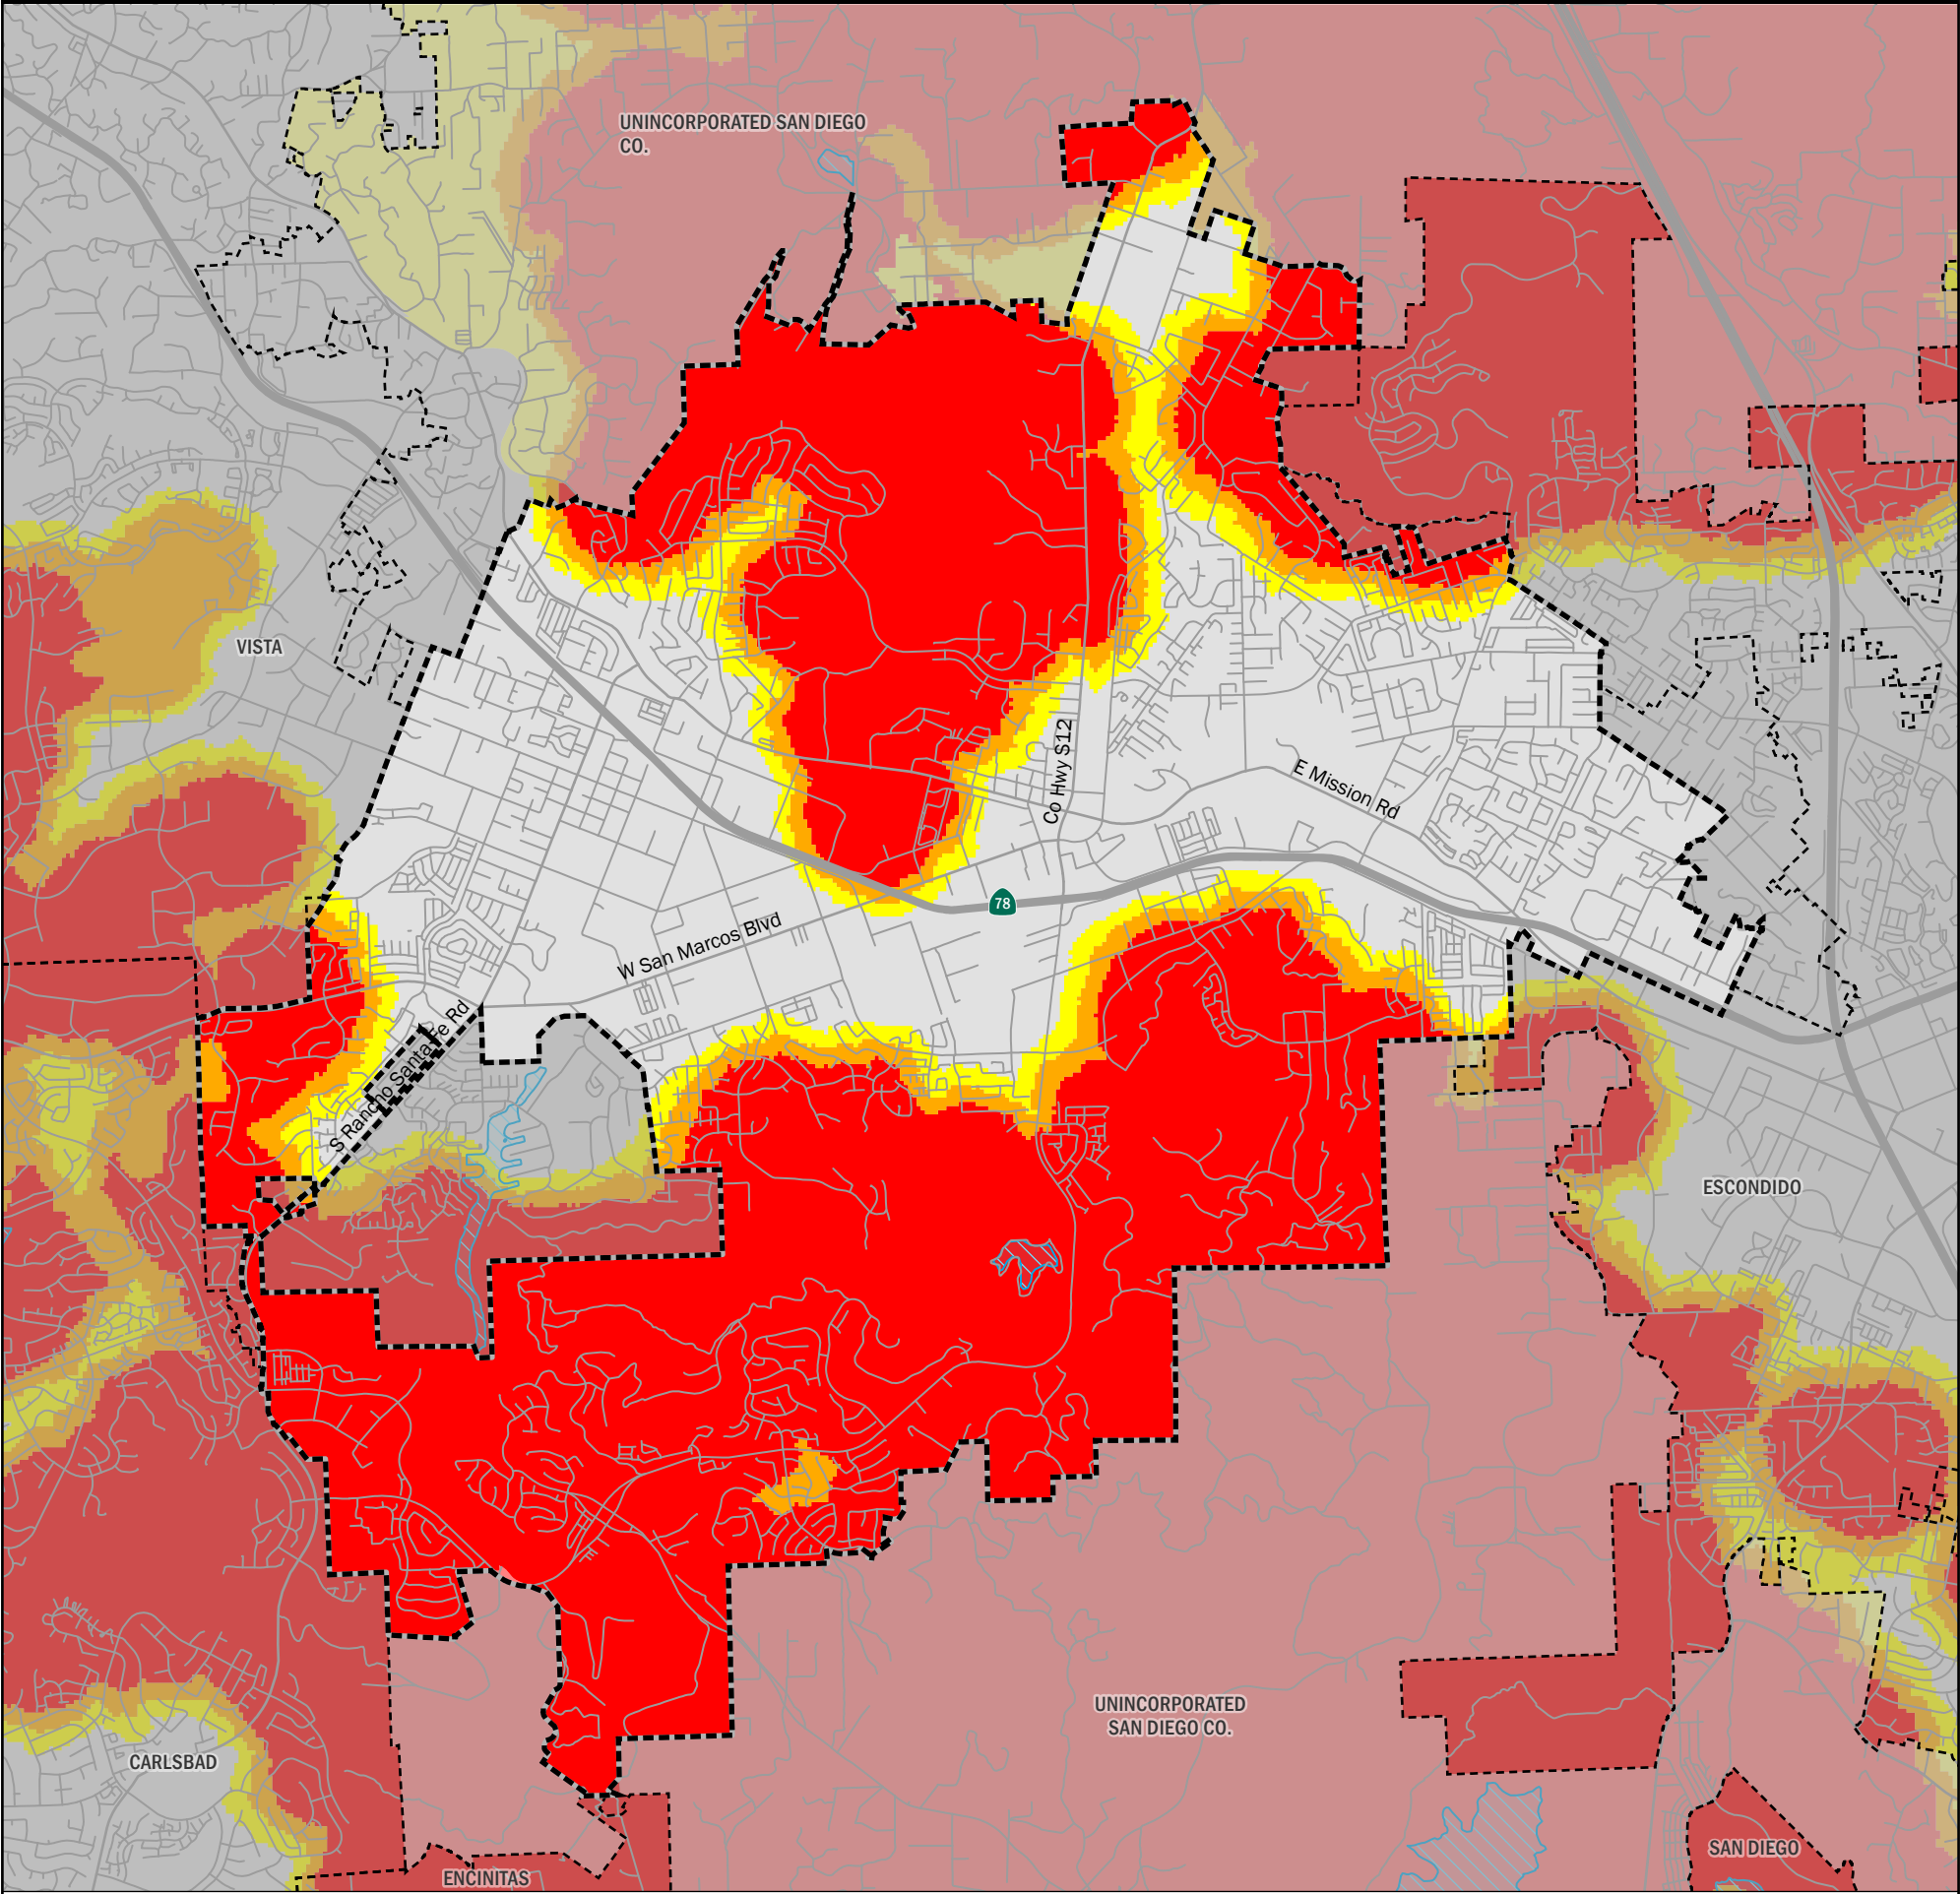 UNINCORPORATED SAN DIEGO
CO.
VISTA
Co Hwy S12
E Mission Rd
78
W San Marcos Blvd
S Rancho Santa Fe Rd
ESCONDIDO
UNINCORPORATED
SAN DIEGO CO.
CARLSBAD
SAN DIEGO
ENCINITAS